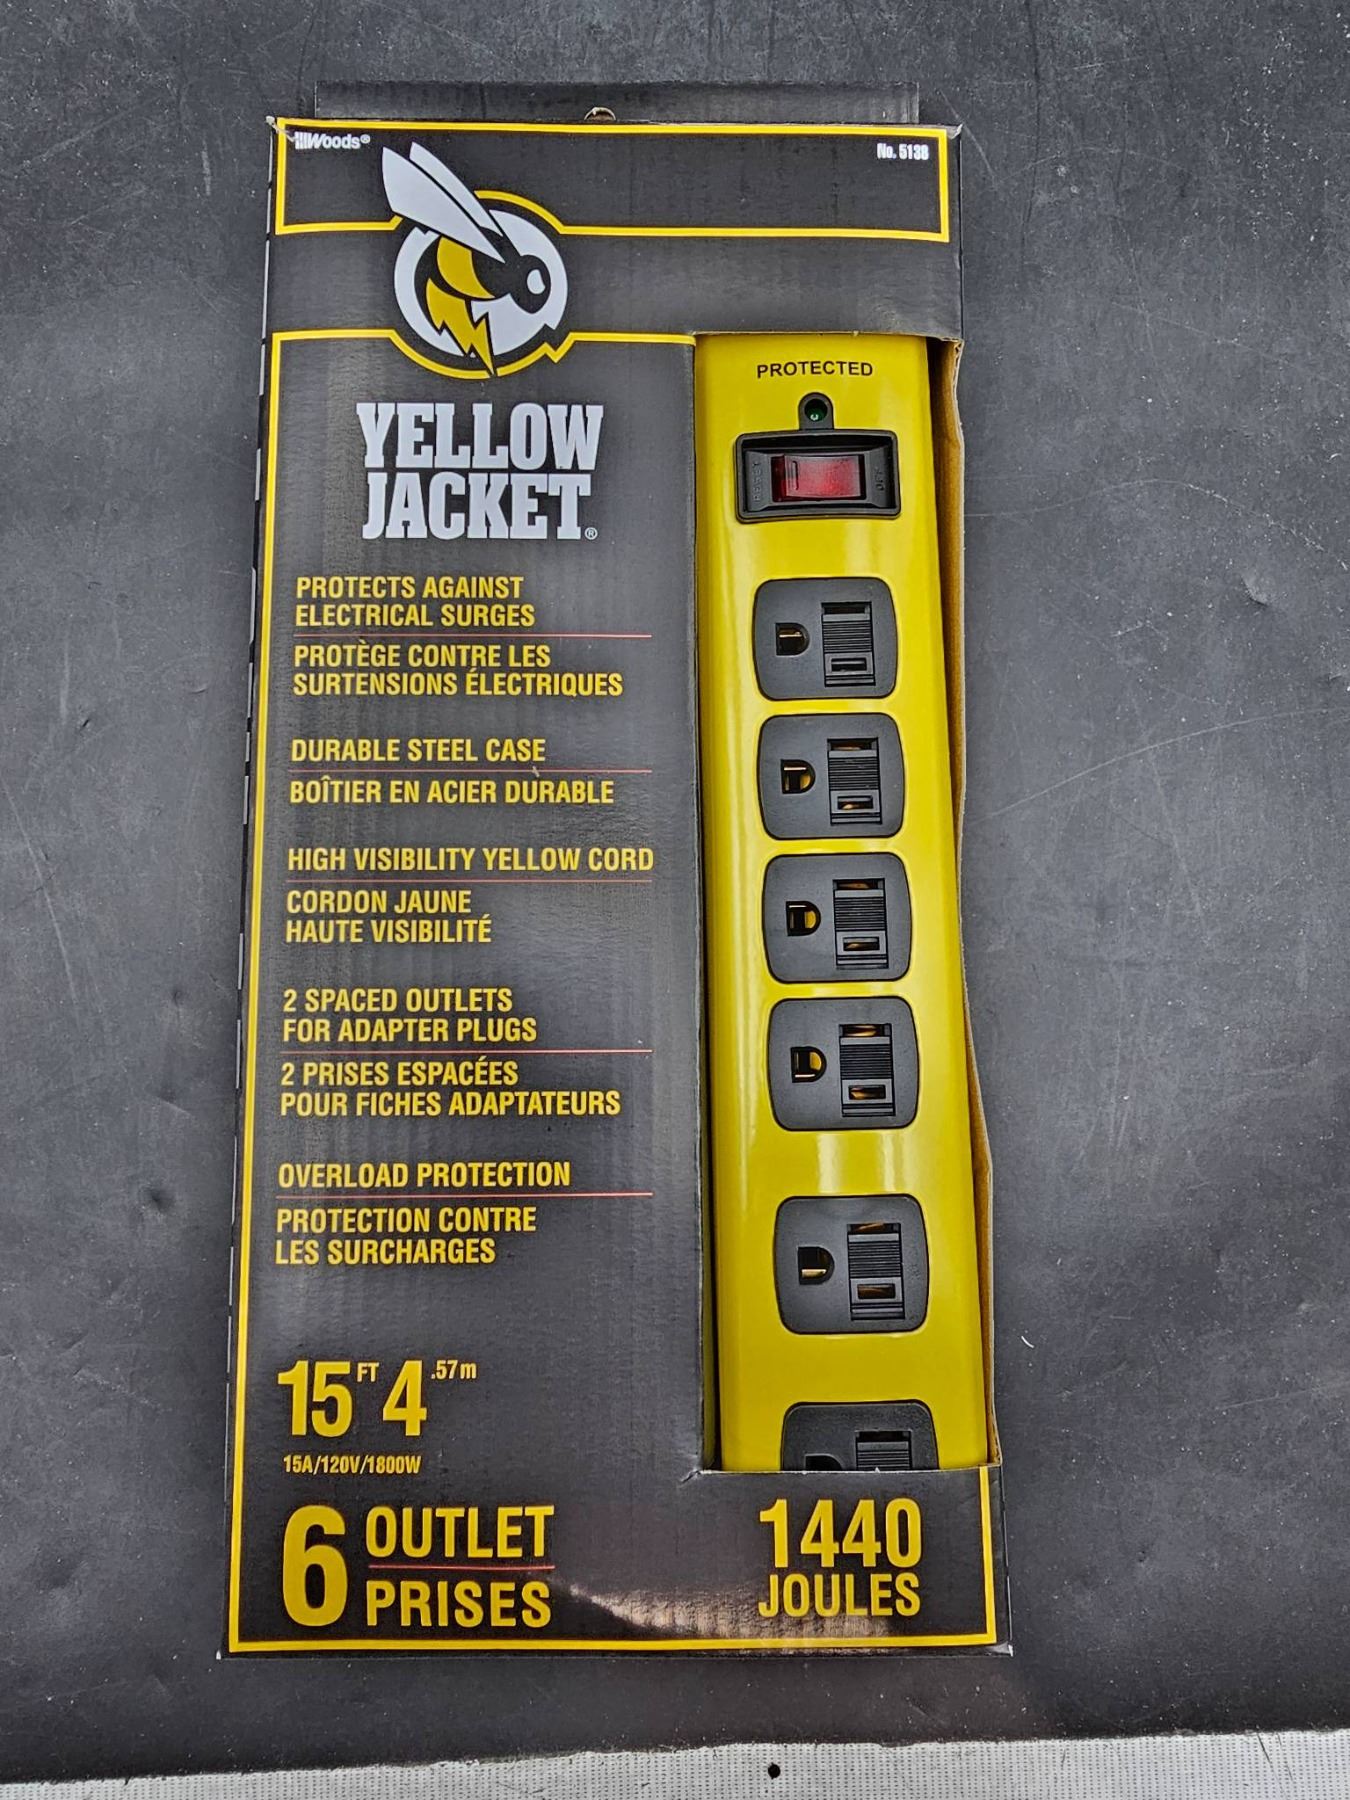 Woods®
No. 5138
YELLOW
JACKET®
PROTECTS AGAINST
ELECTRICAL SURGES
PROTÈGE CONTRE LES
SURTENSIONS ÉLECTRIQUES
DURABLE STEEL CASE
BOÎTIER EN ACIER DURABLE
HIGH VISIBILITY YELLOW CORD
CORDON JAUNE
HAUTE VISIBILITÉ
2 SPACED OUTLETS
FOR ADAPTER PLUGS
2 PRISES ESPACÉES
POUR FICHES ADAPTATEURS
OVERLOAD PROTECTION
PROTECTION CONTRE
LES SURCHARGES
15 FT 4.57m
15A/120V/1800W
6 OUTLET
PRISES
PROTECTED
RESET OFF
1440
JOULES